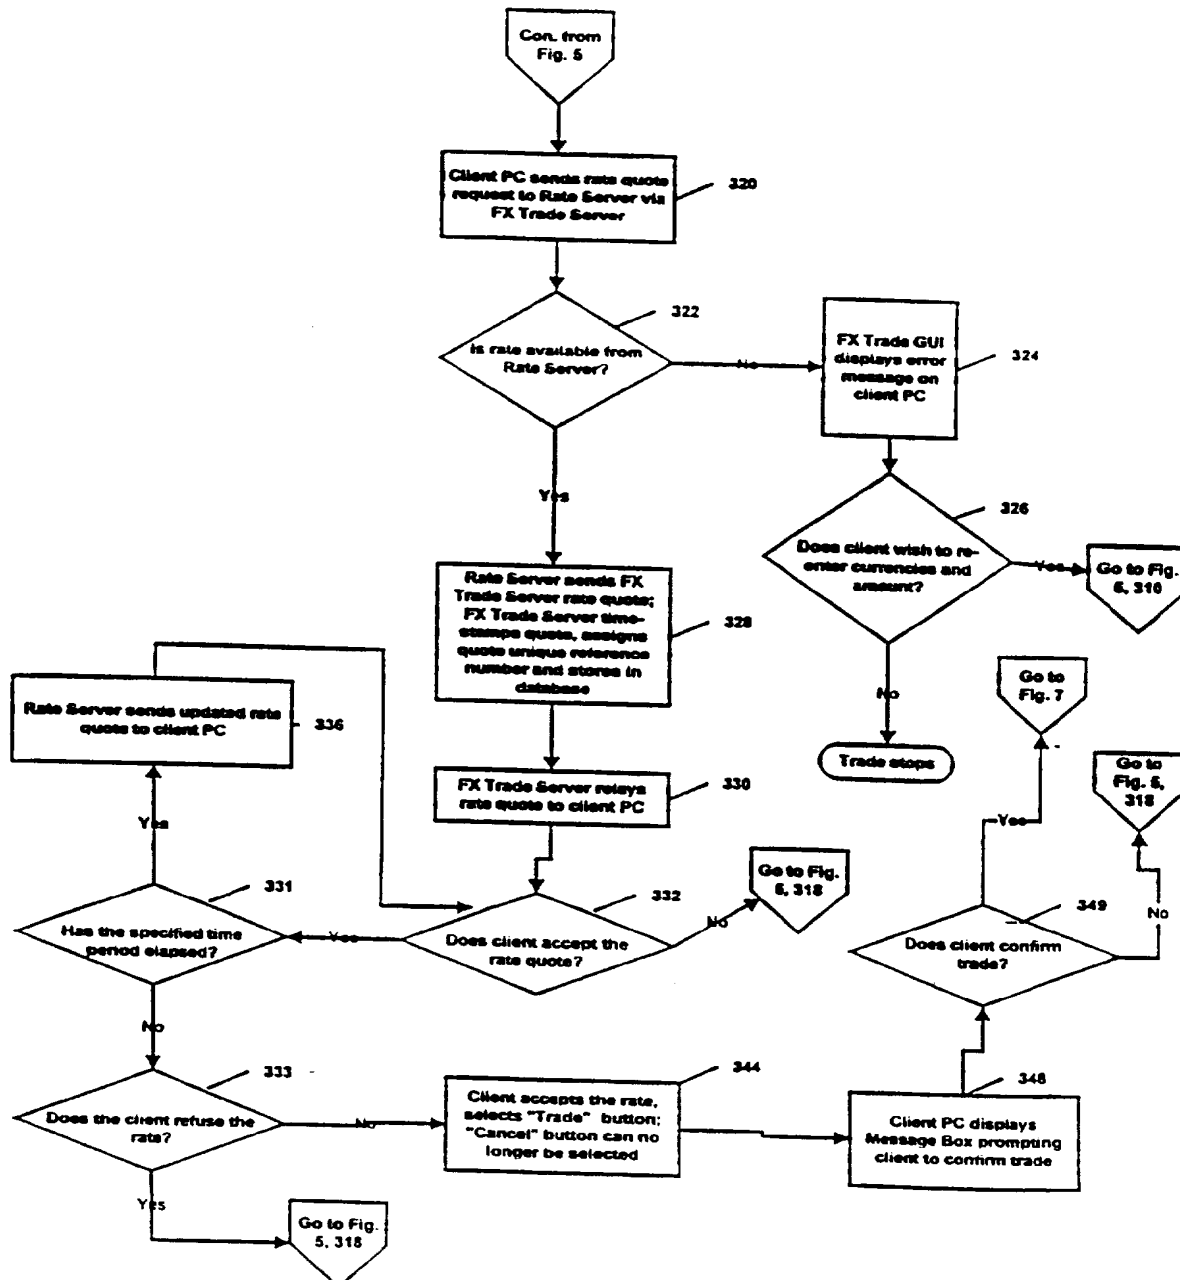 Con. from
Fig. 5
Client PC sends rate quote
request to Rate Server via
FX Trade Server
320
322
Is rate available from
Rate Server?
No
FX Trade GUI
displays error
message on
client PC
324
Yes
326
Does client wish to re-
enter currencies and
amount?
Yes
Go to Fig.
5, 310
No
Trade stops
Rate Server sends FX
Trade Server rate quote;
FX Trade Server time-
stamps quote, assigns
quote unique reference
number and stores in
database
328
Rate Server sends updated rate
quote to client PC
336
FX Trade Server relays
rate quote to client PC
330
Go to
Fig. 7
Go to
Fig. 5,
318
Yes
Yes
331
Has the specified time
period elapsed?
Yes
332
Does client accept the
rate quote?
No
Go to Fig.
5, 318
349
Does client confirm
trade?
No
No
333
Does the client refuse the
rate?
No
344
Client accepts the rate,
selects "Trade" button;
"Cancel" button can no
longer be selected
348
Client PC displays
Message Box prompting
client to confirm trade
Yes
Go to Fig.
5, 318